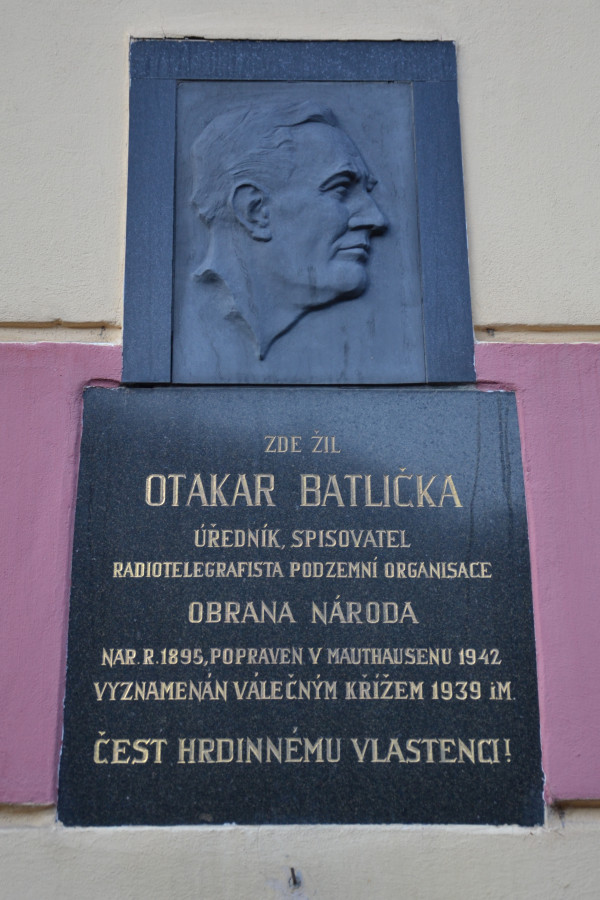 ZDE ŽIL
OTAKAR BATLIČKA
ÚŘEDNÍK, SPISOVATEL
RADIOTELEGRAFISTA PODZEMNÍ ORGANISACE
OBRANA NÁRODA
NAR. R. 1895, POPRAVEN V MAUTHAUSENU 1942
VYZNAMENÁN VÁLEČNÝM KŘÍŽEM 1939 iM.
ČEST HRDINNÉMU VLASTENCI!